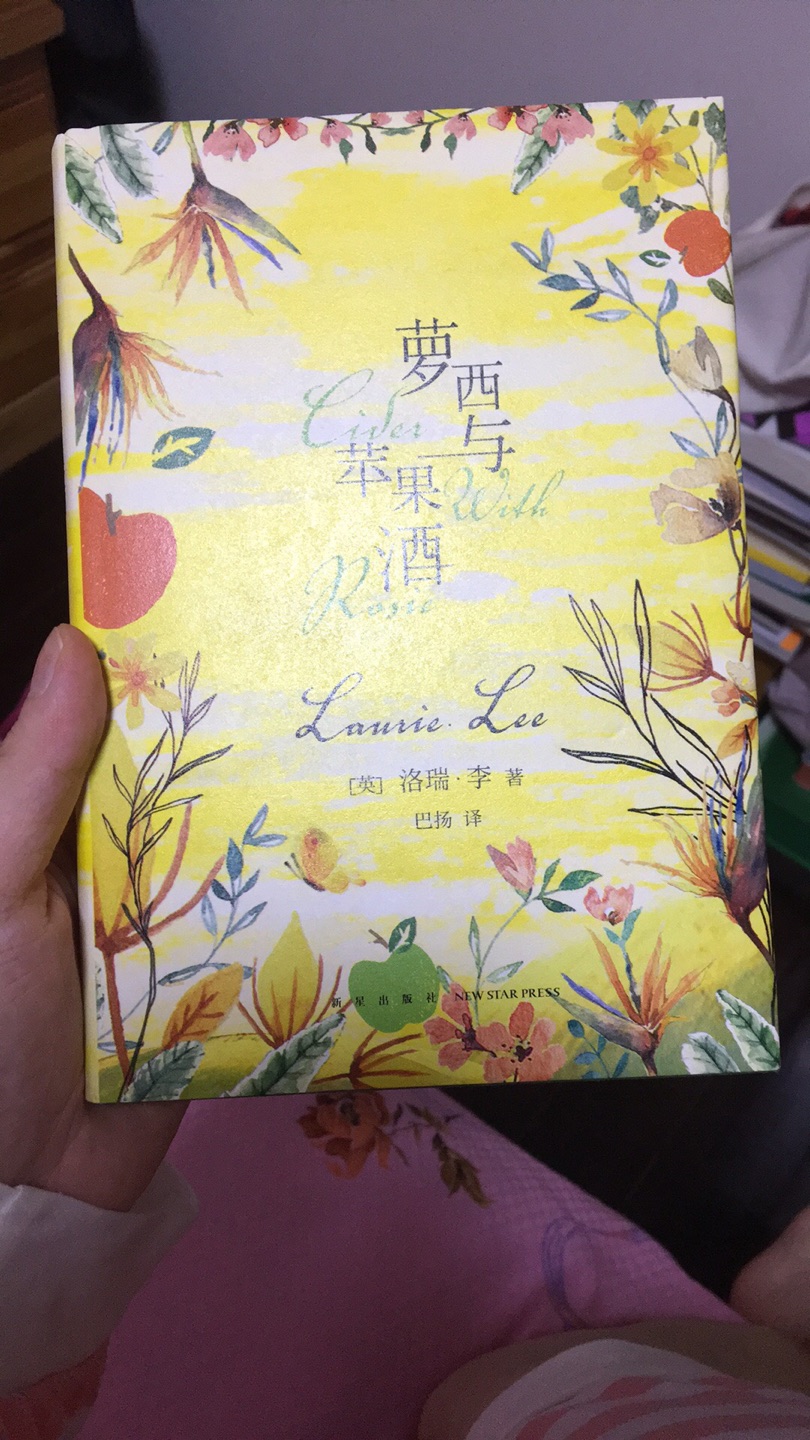 萝西与
苹果酒
Cider
With
Rosie
Laurie Lee
[英] 洛瑞·李 著
巴扬 译
新星出版社 NEW STAR PRESS